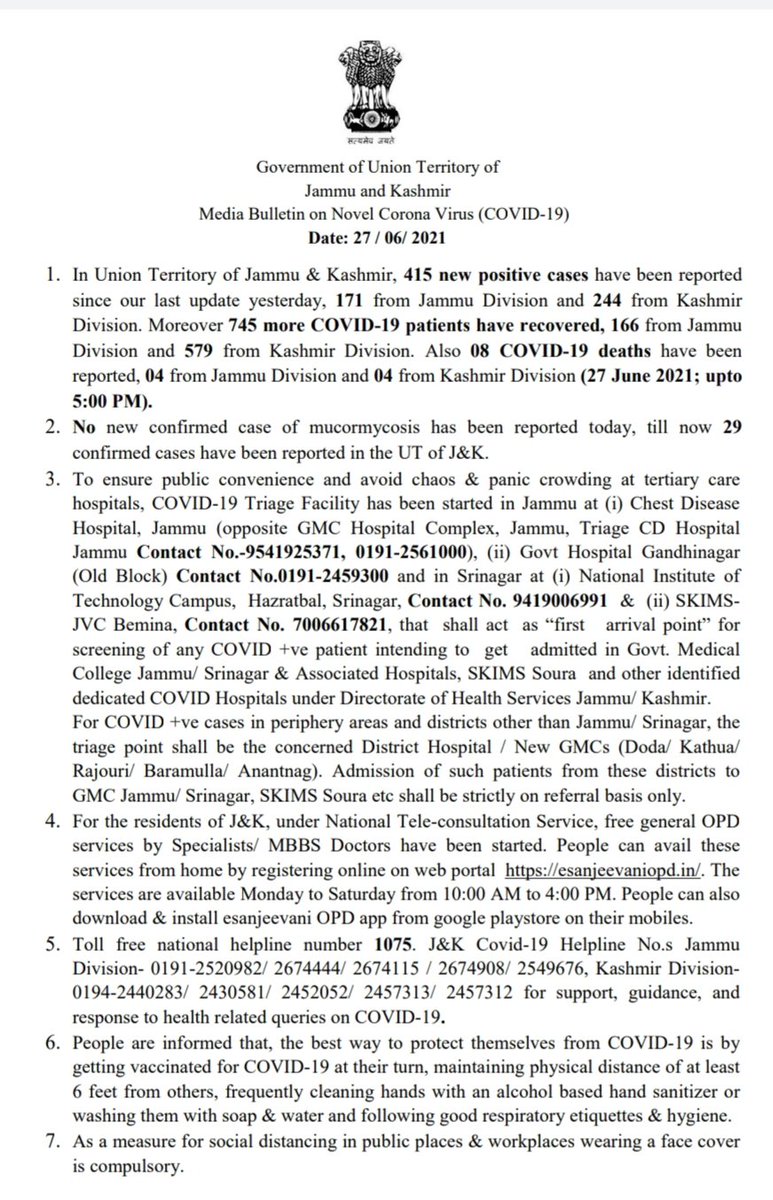 सत्यमेव जयते
Government of Union Territory of
Jammu and Kashmir
Media Bulletin on Novel Corona Virus (COVID-19)
Date: 27 / 06/ 2021
1. In Union Territory of Jammu & Kashmir, 415 new positive cases have been reported
since our last update yesterday, 171 from Jammu Division and 244 from Kashmir
Division. Moreover 745 more COVID-19 patients have recovered, 166 from Jammu
Division and 579 from Kashmir Division. Also 08 COVID-19 deaths have been
reported, 04 from Jammu Division and 04 from Kashmir Division (27 June 2021; upto
5:00 PM).
2. No new confirmed case of mucormycosis has been reported today, till now 29
confirmed cases have been reported in the UT of J&K.
3. To ensure public convenience and avoid chaos & panic crowding at tertiary care
hospitals, COVID-19 Triage Facility has been started in Jammu at (i) Chest Disease
Hospital, Jammu (opposite GMC Hospital Complex, Jammu, Triage CD Hospital
Jammu Contact No.-9541925371, 0191-2561000), (ii) Govt Hospital Gandhinagar
(Old Block) Contact No.0191-2459300 and in Srinagar at (i) National Institute of
Technology Campus, Hazratbal, Srinagar, Contact No. 9419006991 & (ii) SKIMS-
JVC Bemina, Contact No. 7006617821, that shall act as “first arrival point” for
screening of any COVID +ve patient intending to get admitted in Govt. Medical
College Jammu/ Srinagar & Associated Hospitals, SKIMS Soura and other identified
dedicated COVID Hospitals under Directorate of Health Services Jammu/ Kashmir.
For COVID +ve cases in periphery areas and districts other than Jammu/ Srinagar, the
triage point shall be the concerned District Hospital / New GMCs (Doda/ Kathua/
Rajouri/ Baramulla/ Anantnag). Admission of such patients from these districts to
GMC Jammu/ Srinagar, SKIMS Soura etc shall be strictly on referral basis only.
4. For the residents of J&K, under National Tele-consultation Service, free general OPD
services by Specialists/ MBBS Doctors have been started. People can avail these
services from home by registering online on web portal https://esanjeevaniopd.in/. The
services are available Monday to Saturday from 10:00 AM to 4:00 PM. People can also
download & install esanjeevani OPD app from google playstore on their mobiles.
5. Toll free national helpline number 1075. J&K Covid-19 Helpline No.s Jammu
Division- 0191-2520982/ 2674444/ 2674115 / 2674908/ 2549676, Kashmir Division-
0194-2440283/ 2430581/ 2452052/ 2457313/ 2457312 for support, guidance, and
response to health related queries on COVID-19.
6. People are informed that, the best way to protect themselves from COVID-19 is by
getting vaccinated for COVID-19 at their turn, maintaining physical distance of at least
6 feet from others, frequently cleaning hands with an alcohol based hand sanitizer or
washing them with soap & water and following good respiratory etiquettes & hygiene.
7. As a measure for social distancing in public places & workplaces wearing a face cover
is compulsory.